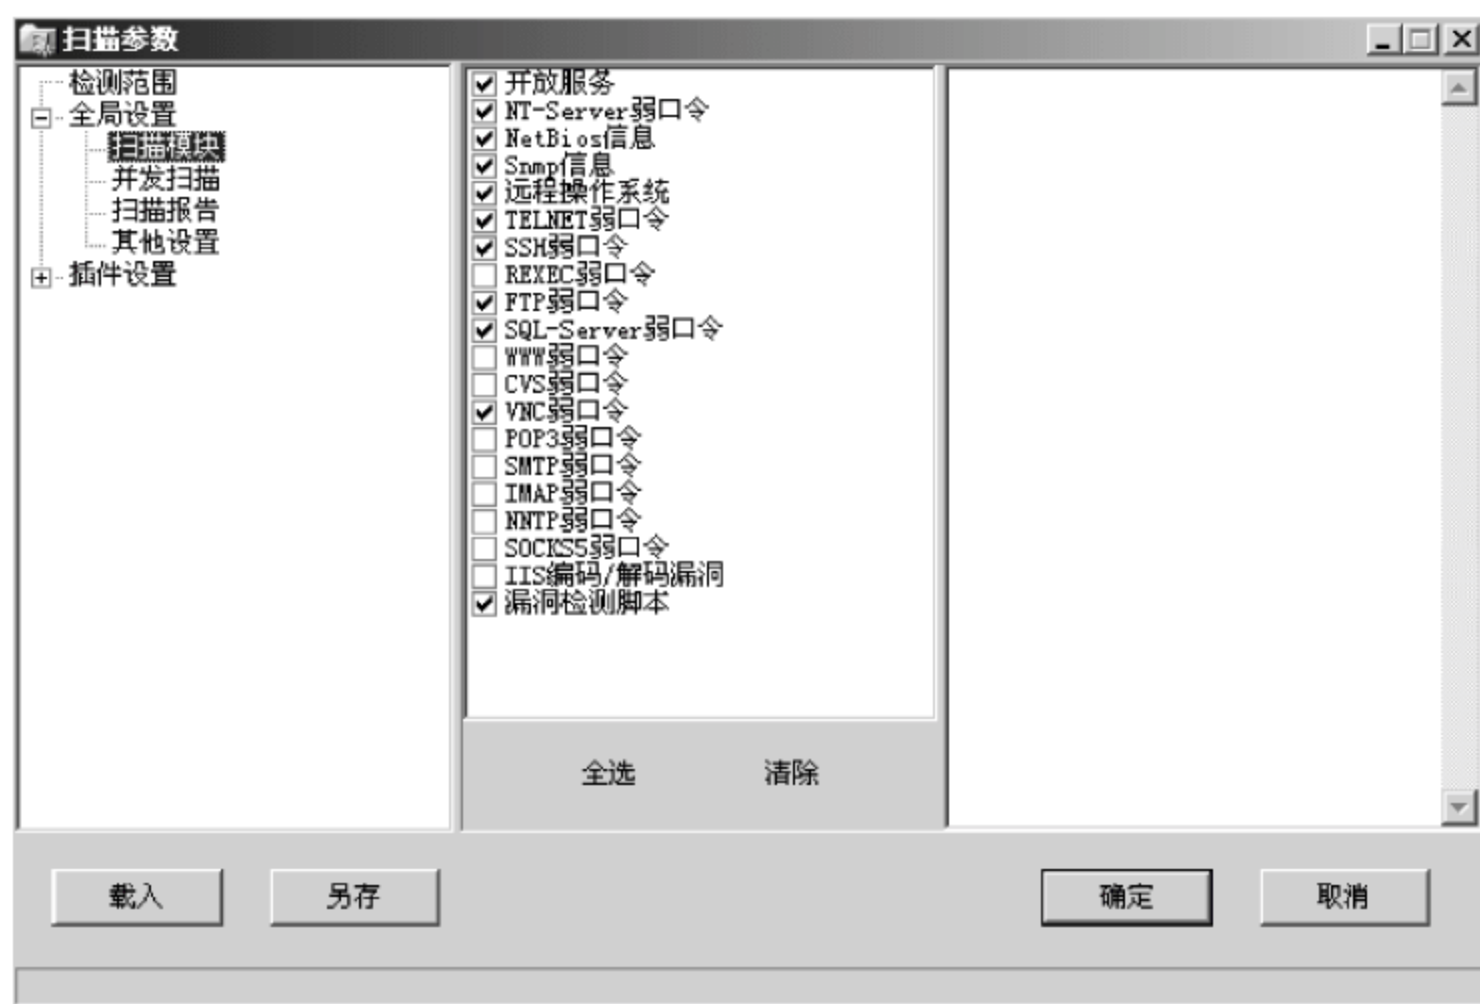 扫描参数
检测范围
全局设置
扫描模块
并发扫描
扫描报告
其他设置
插件设置
开放服务
NT-Server弱口令
NetBios信息
Snmp信息
远程操作系统
TELNET弱口令
SSH弱口令
REXEC弱口令
FTP弱口令
SQL-Server弱口令
WWW弱口令
CVS弱口令
VNC弱口令
POP3弱口令
SMTP弱口令
IMAP弱口令
NNTP弱口令
SOCKS5弱口令
IIS编码/解码漏洞
漏洞检测脚本
全选 清除
载入 另存 确定 取消